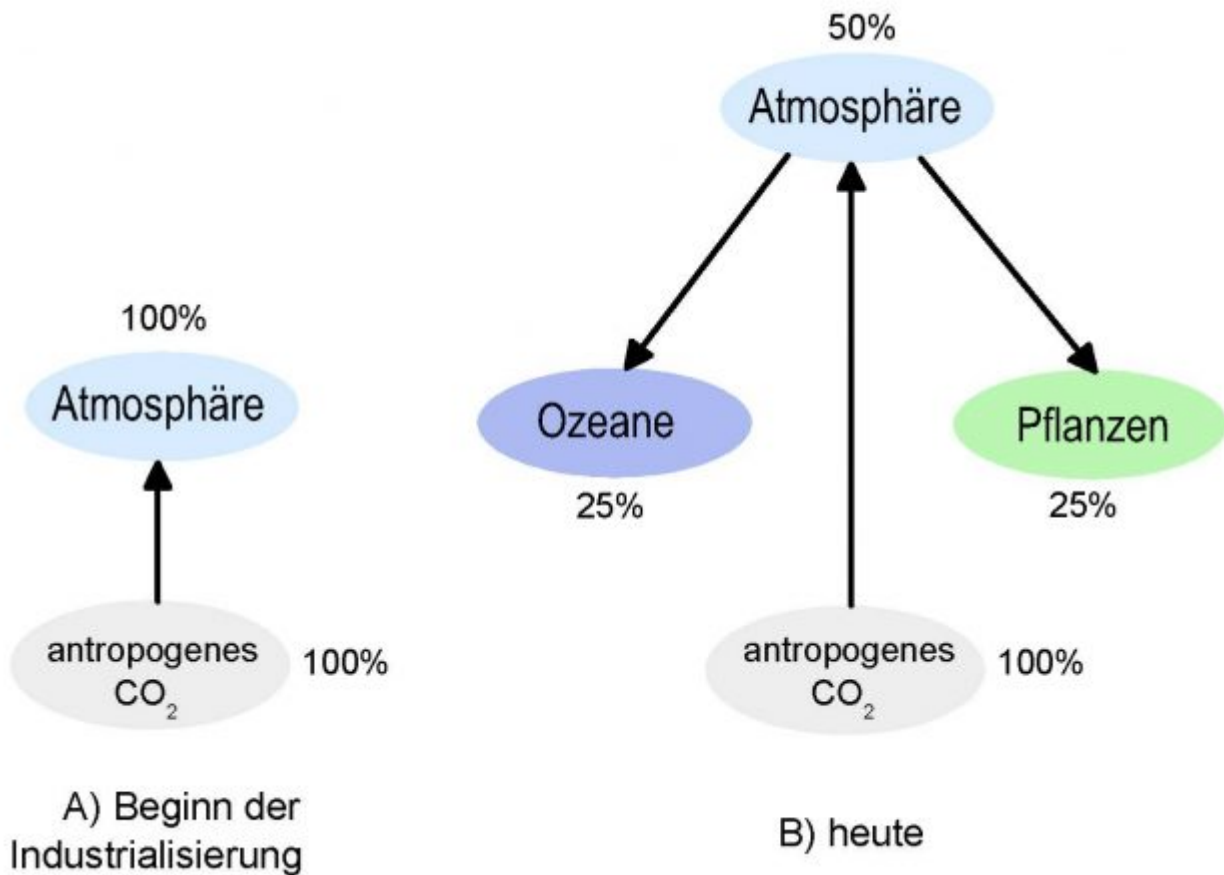 100%
Atmosphäre
antropogenes
CO₂
100%
A) Beginn der
Industrialisierung
50%
Atmosphäre
Ozeane
25%
Pflanzen
25%
antropogenes
CO₂
100%
B) heute